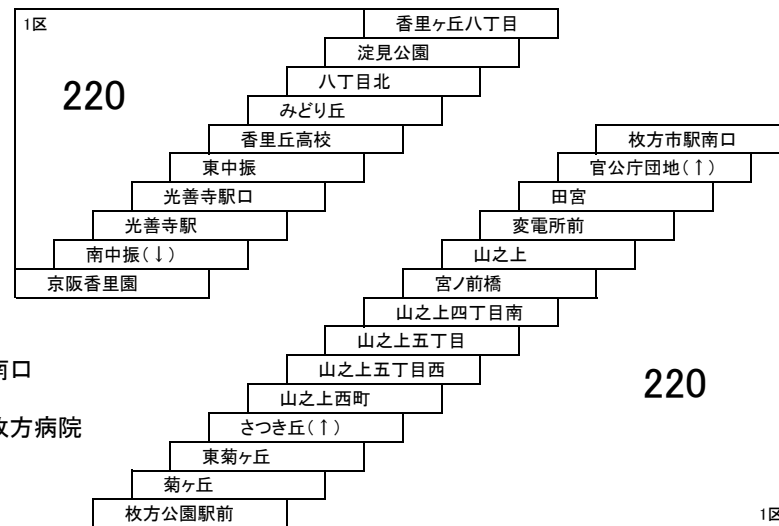 1区
香里ヶ丘八丁目
淀見公園
八丁目北
220
みどり丘
香里丘高校
東中振
光善寺駅口
光善寺駅
南中振(↓)
京阪香里園
枚方市駅南口
官公庁団地(↑)
田宮
変電所前
山之上
宮ノ前橋
山之上四丁目南
山之上五丁目
山之上五丁目西
山之上西町
さつき丘(↑)
東菊ヶ丘
菊ヶ丘
枚方公園駅前
220
1区
南口
枚方病院